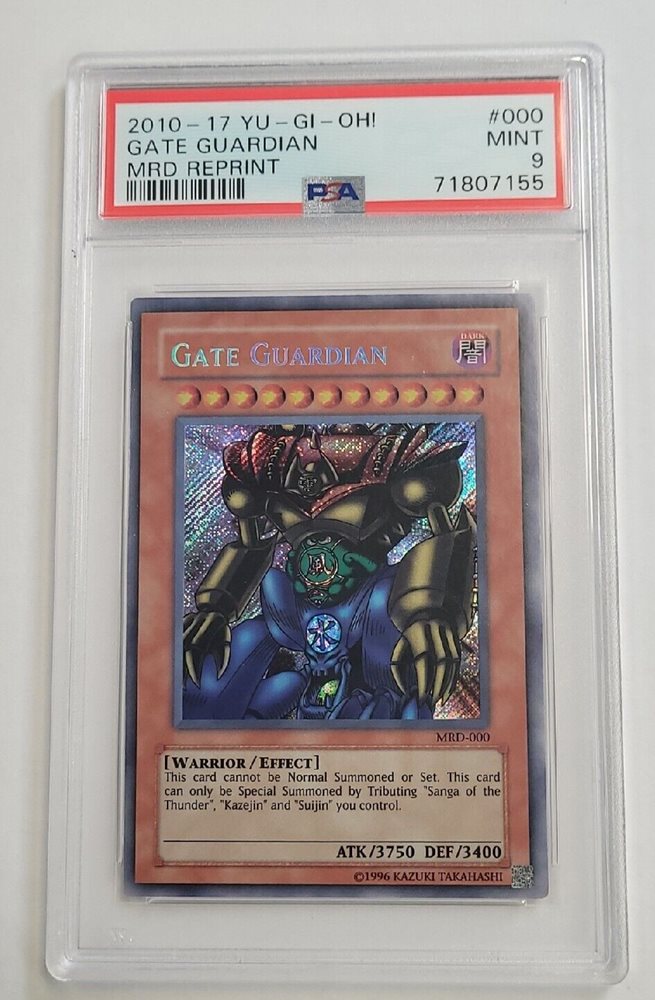 2010-17 YU-GI-OH! #000
GATE GUARDIAN MINT
MRD REPRINT 9
PSA 71807155
GATE GUARDIAN
DARK
闇
風
水
MRD-000
[WARRIOR/EFFECT]
This card cannot be Normal Summoned or Set. This card
can only be Special Summoned by Tributing "Sanga of the
Thunder", "Kazejin" and "Suijin" you control.
ATK/3750 DEF/3400
©1996 KAZUKI TAKAHASHI